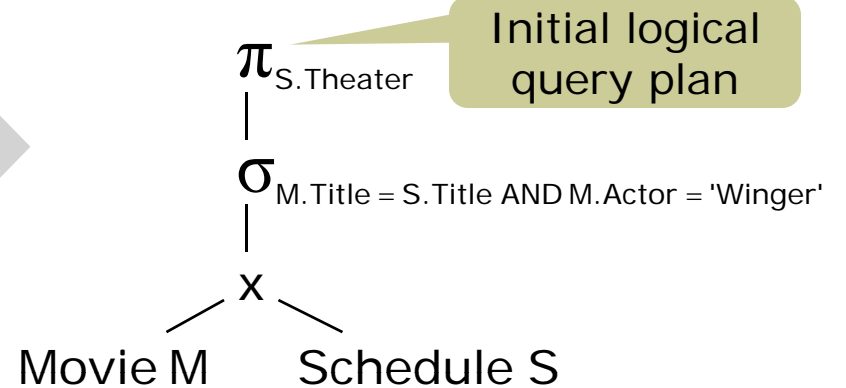 Initial logical
query plan
π S.Theater
σ M.Title = S.Title AND M.Actor = 'Winger'
x
Movie M Schedule S